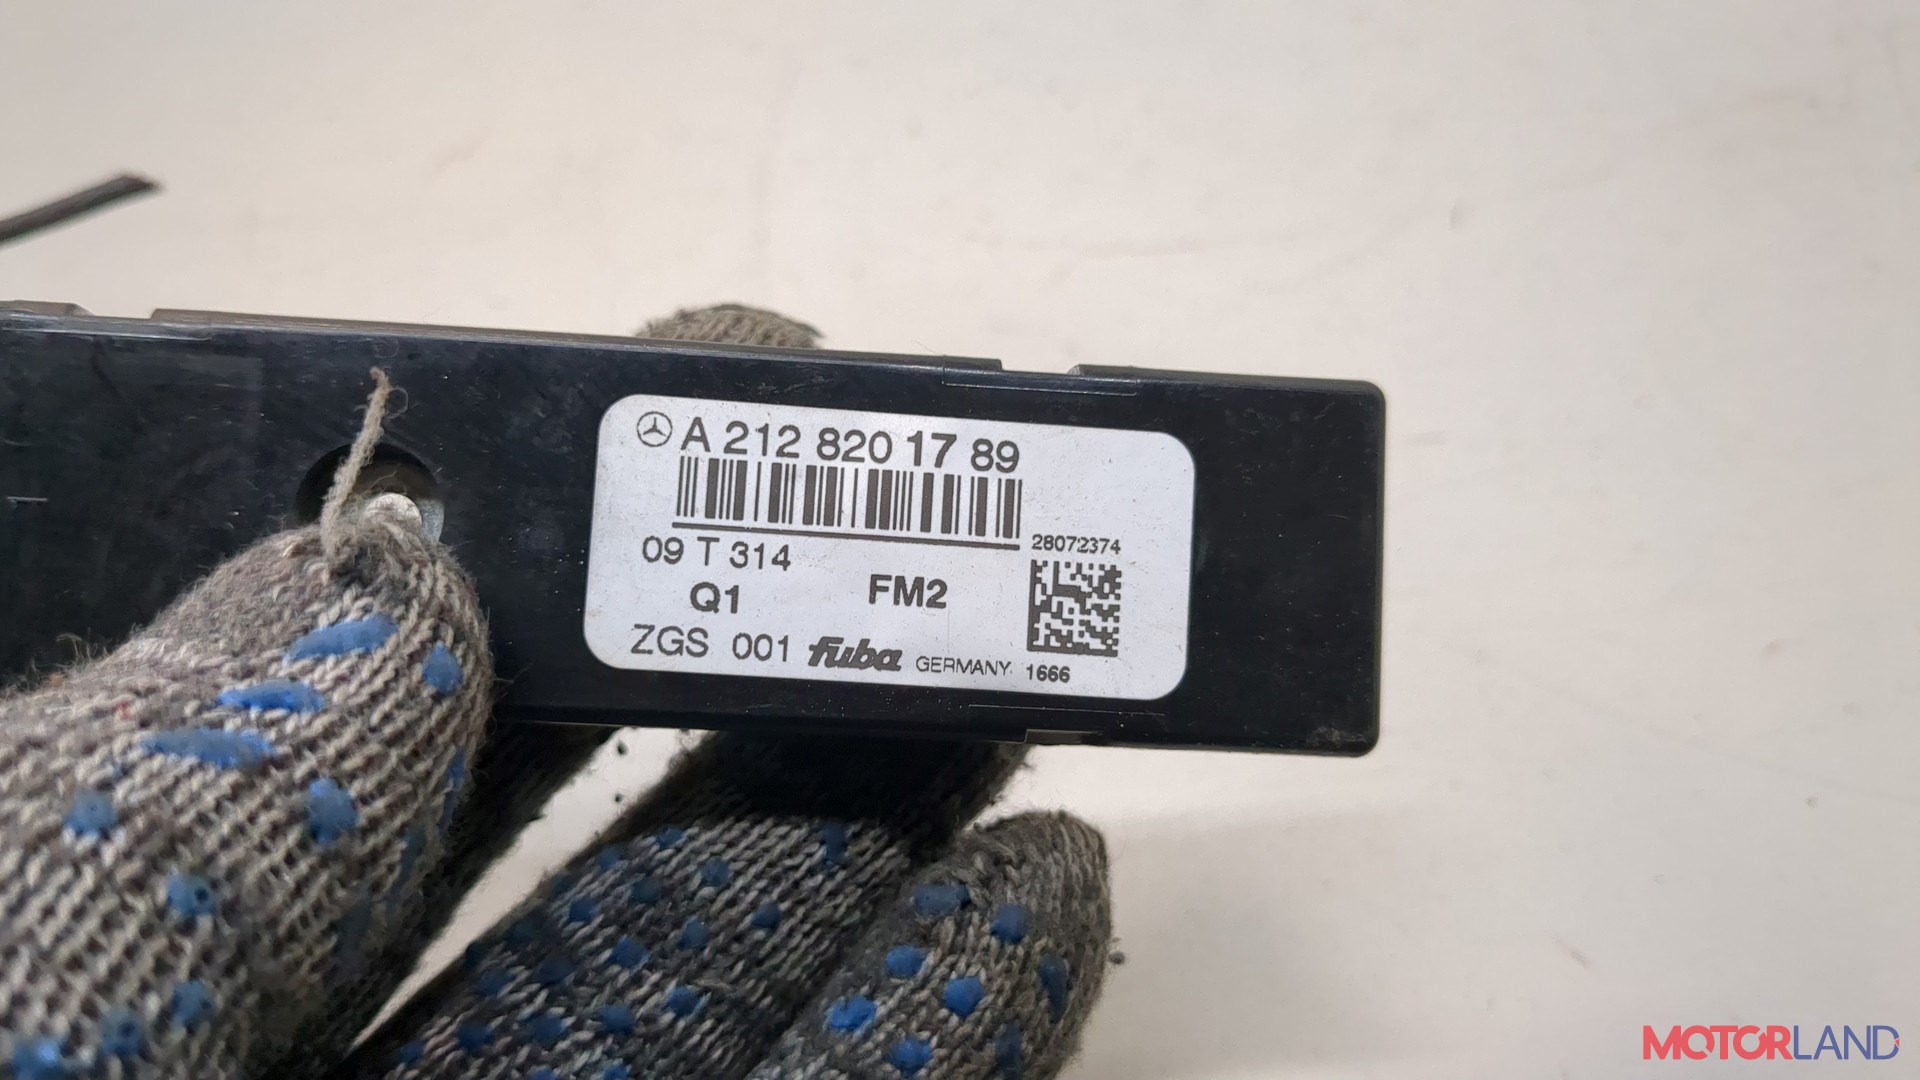 A 212 820 17 89
28072374
09 T 314
Q1 FM2
ZGS 001 fuba GERMANY 1666
MOTORLAND